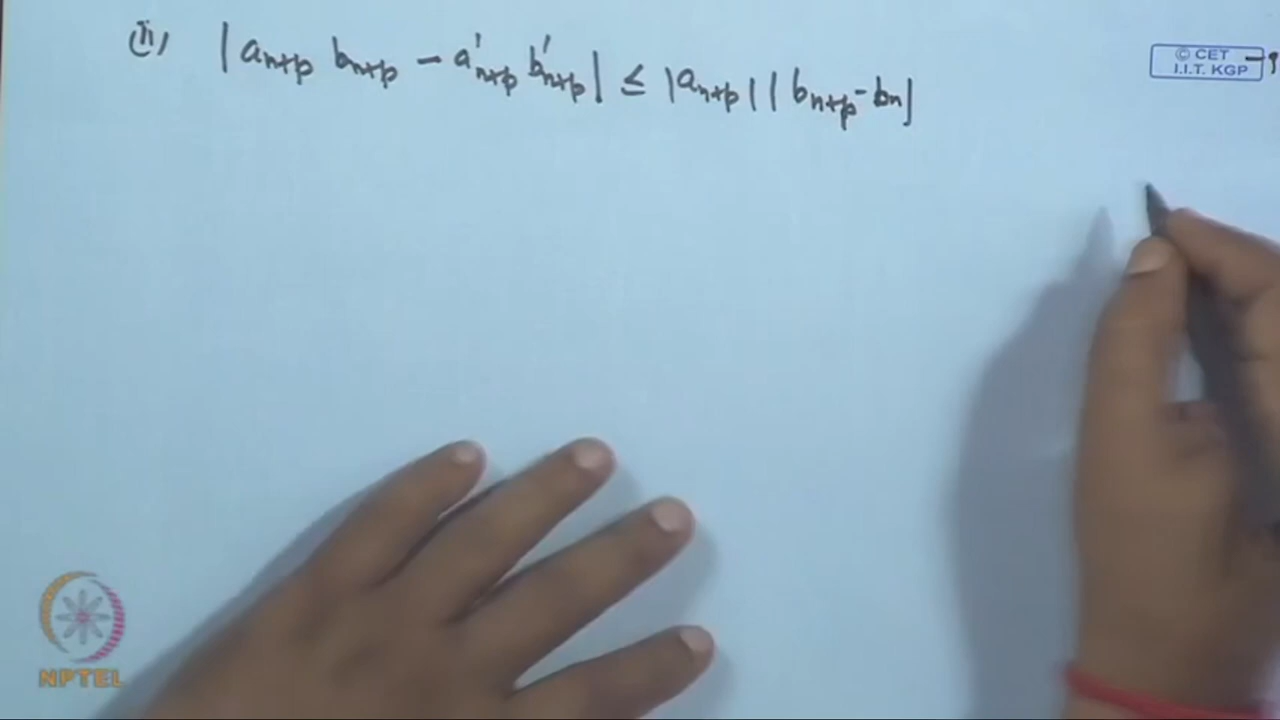 (ii) |a_{n+p} b_{n+p} - a'_{n+p} b'_{n+p}| ≤ |a_{n+p}| |b_{n+p} - b_n|
© CET
I.I.T. KGP
NPTEL